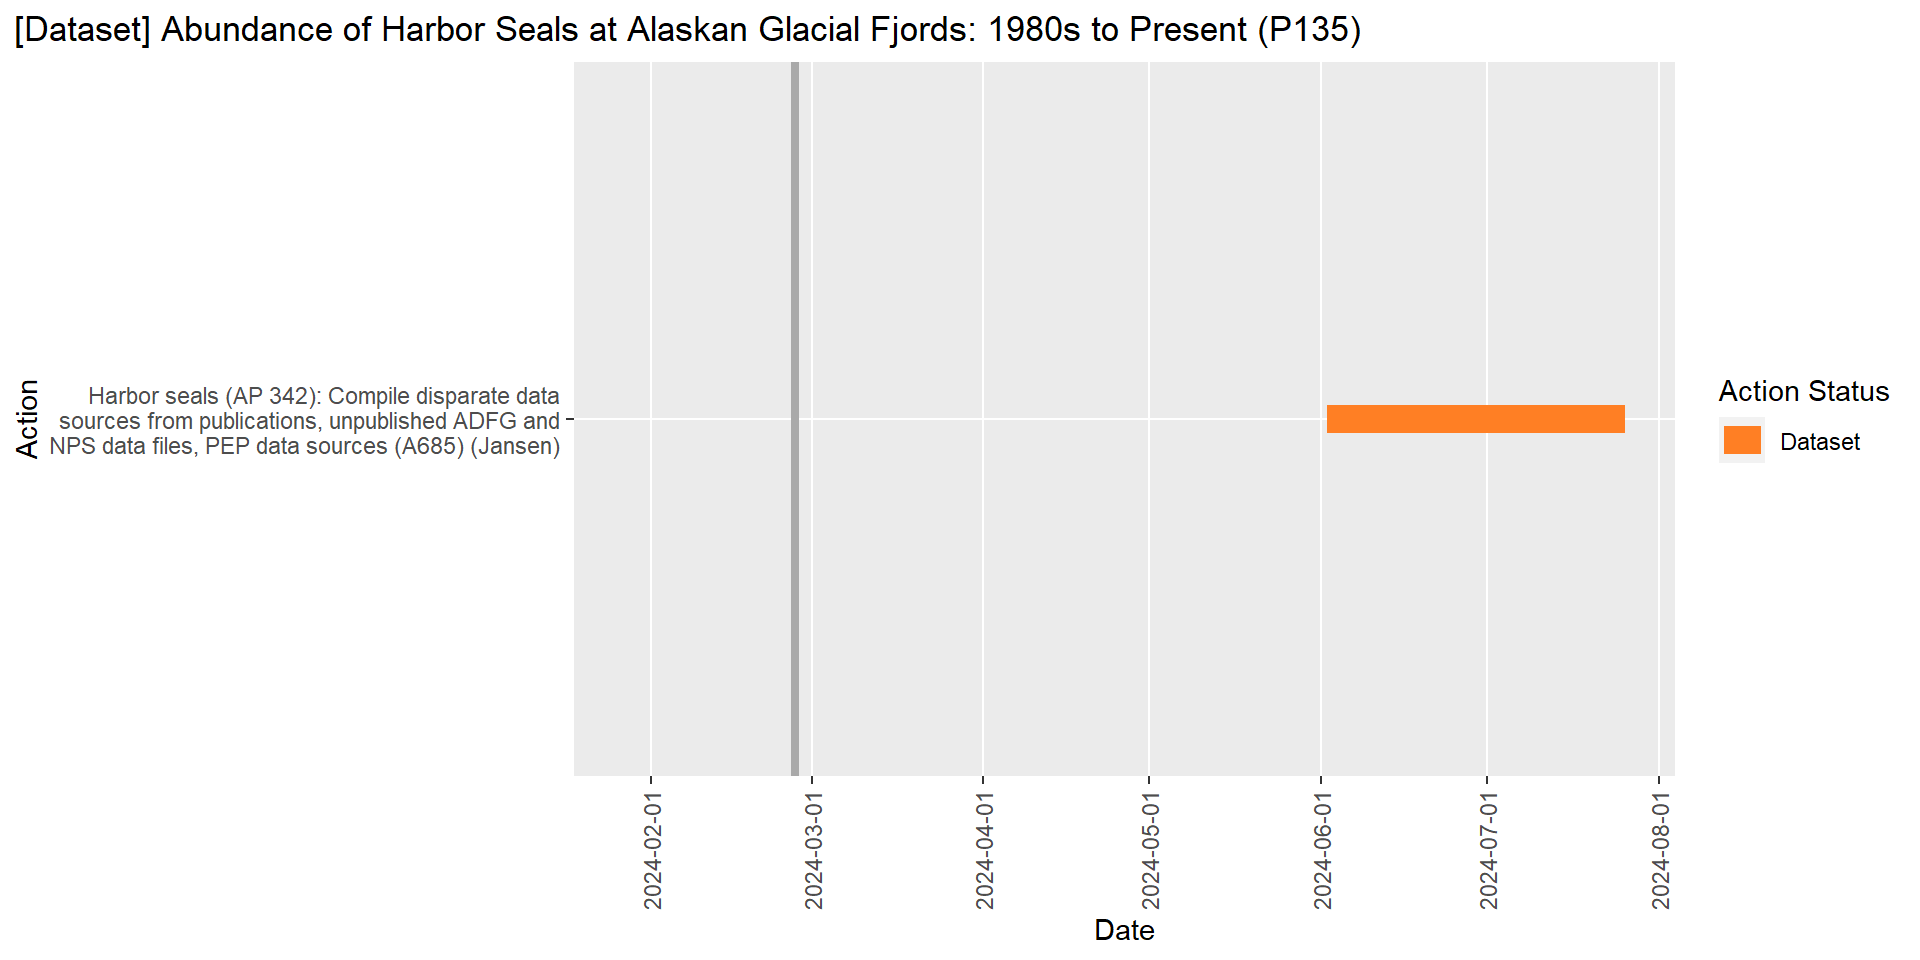 [Dataset] Abundance of Harbor Seals at Alaskan Glacial Fjords: 1980s to Present (P135)
Action
Harbor seals (AP 342): Compile disparate data
sources from publications, unpublished ADFG and
NPS data files, PEP data sources (A685) (Jansen)
Action Status
Dataset
2024-02-01
2024-03-01
2024-04-01
2024-05-01
2024-06-01
2024-07-01
2024-08-01
Date